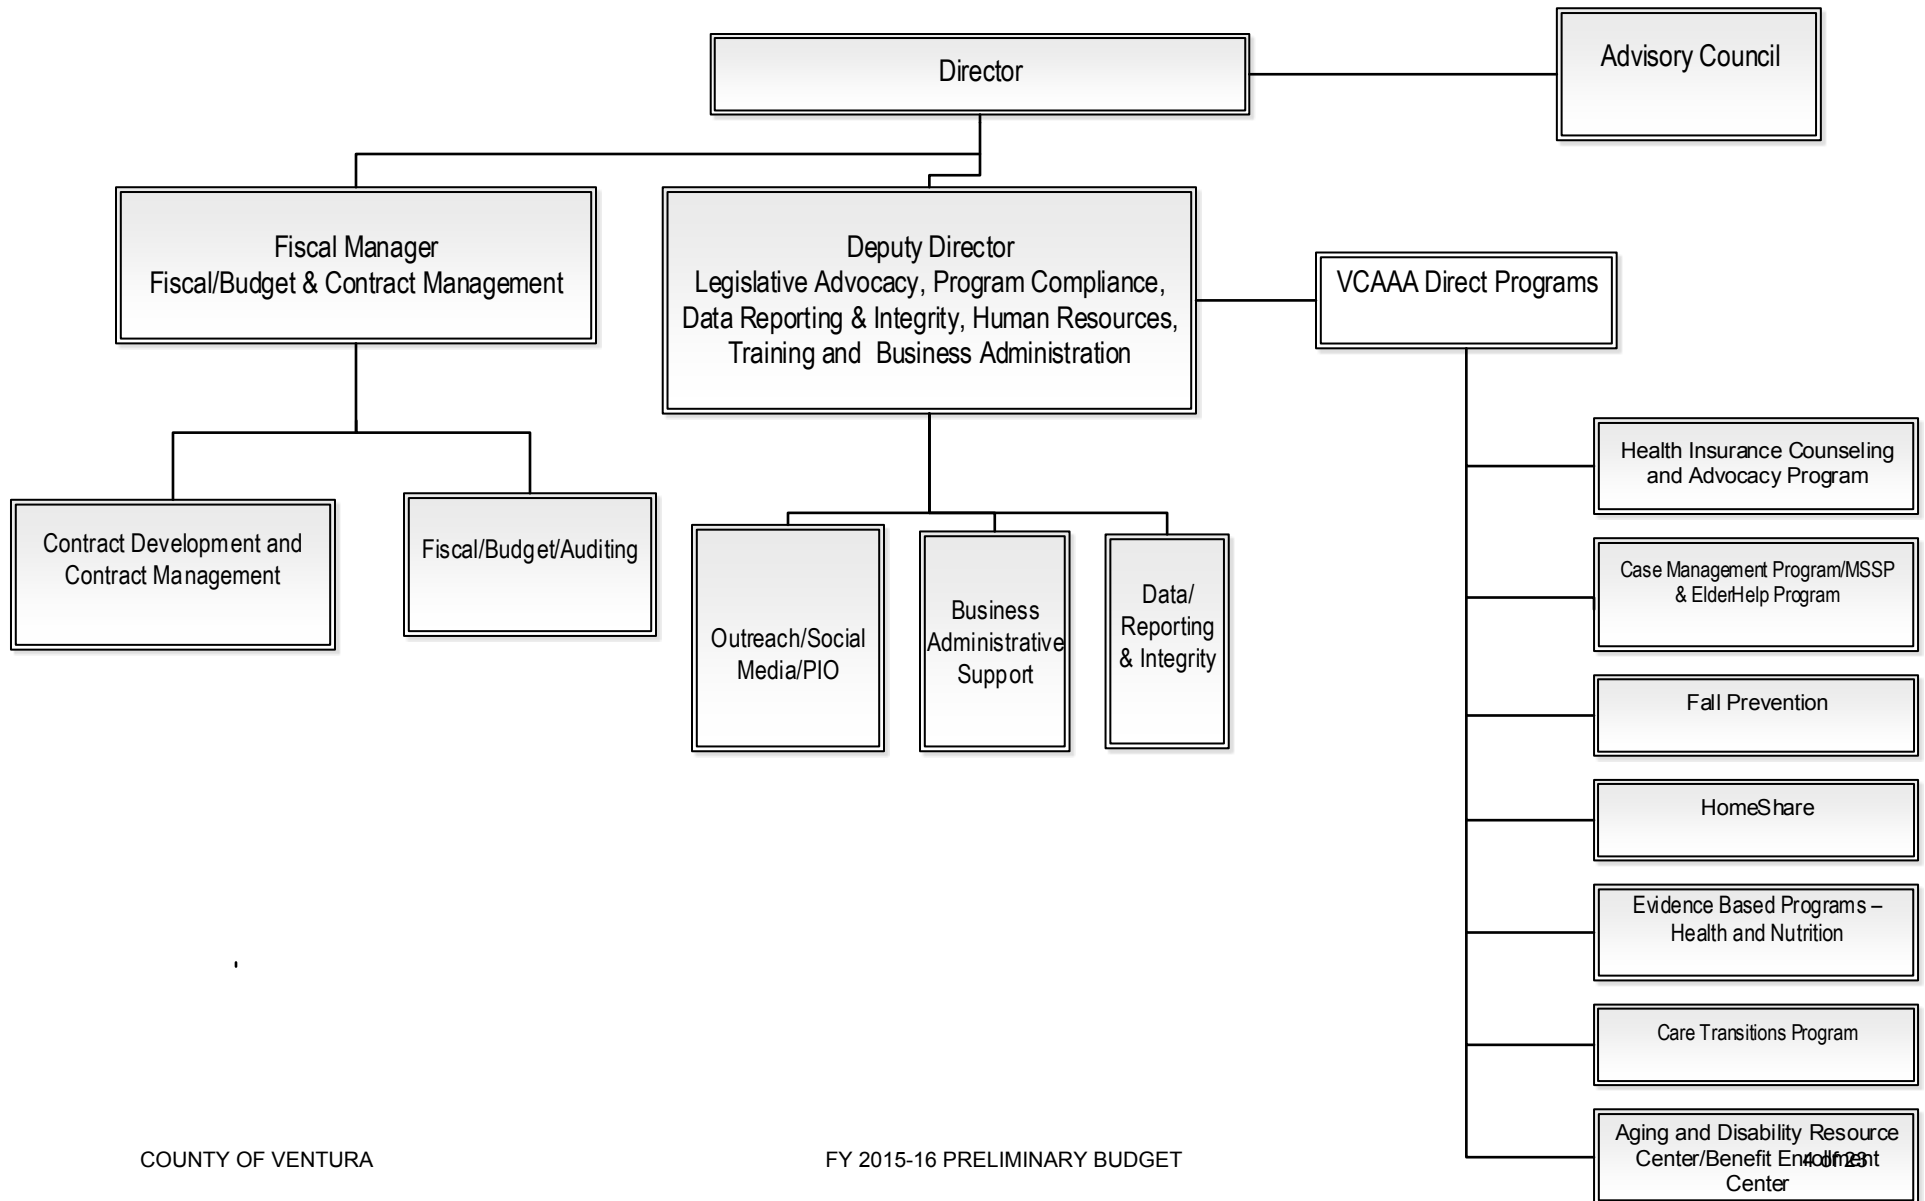 Director
Advisory Council
Fiscal Manager
Fiscal/Budget & Contract Management
Deputy Director
Legislative Advocacy, Program Compliance,
Data Reporting & Integrity, Human Resources,
Training and Business Administration
VCAAA Direct Programs
Contract Development and
Contract Management
Fiscal/Budget/Auditing
Outreach/Social
Media/PIO
Business
Administrative
Support
Data/
Reporting
& Integrity
Health Insurance Counseling
and Advocacy Program
Case Management Program/MSSP
& ElderHelp Program
Fall Prevention
HomeShare
Evidence Based Programs –
Health and Nutrition
Care Transitions Program
Aging and Disability Resource
Center/Benefit Enrollment
Center
COUNTY OF VENTURA
FY 2015-16 PRELIMINARY BUDGET
4 of 23